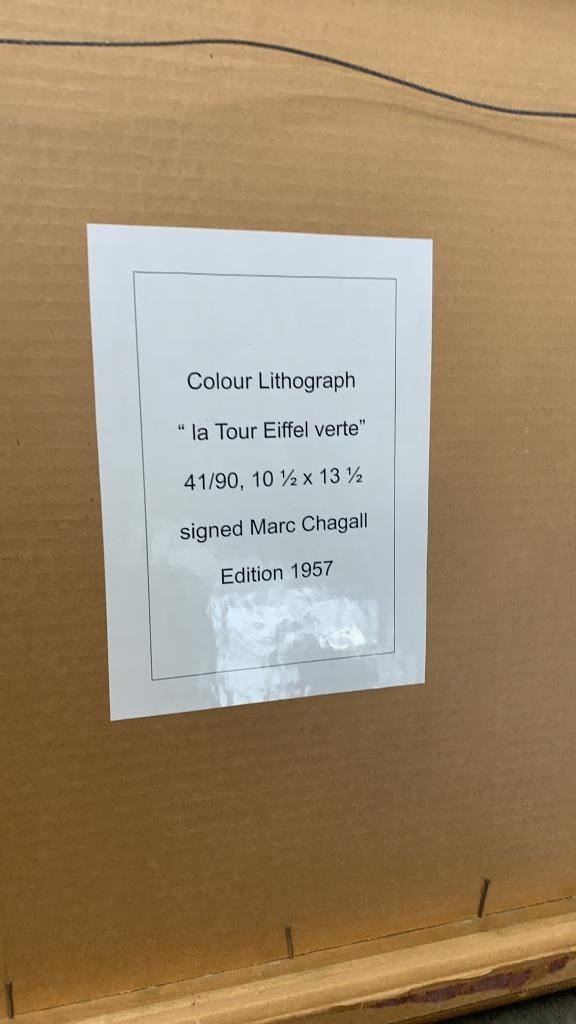 Colour Lithograph
“ la Tour Eiffel verte”
41/90, 10 ½ x 13 ½
signed Marc Chagall
Edition 1957